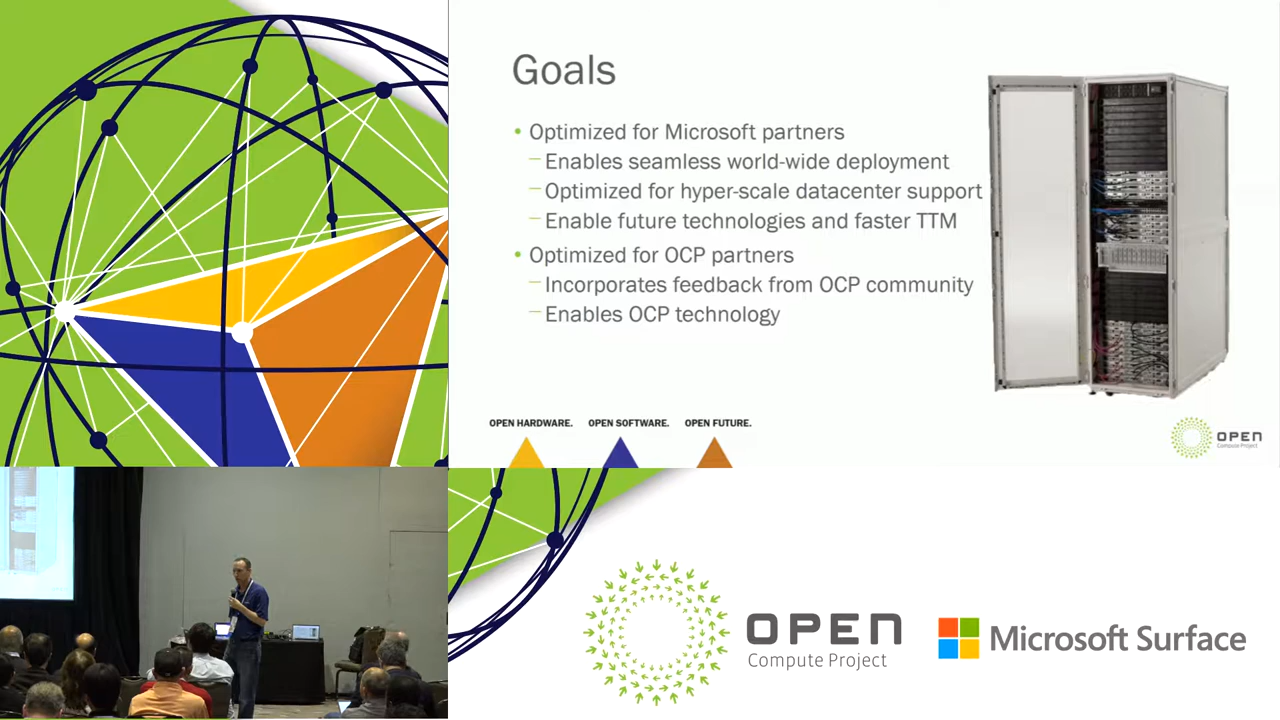 Goals
• Optimized for Microsoft partners
– Enables seamless world-wide deployment
– Optimized for hyper-scale datacenter support
– Enable future technologies and faster TTM
• Optimized for OCP partners
– Incorporates feedback from OCP community
– Enables OCP technology
OPEN HARDWARE. OPEN SOFTWARE. OPEN FUTURE.
OPEN
Compute Project
OPEN
Compute Project
Microsoft Surface